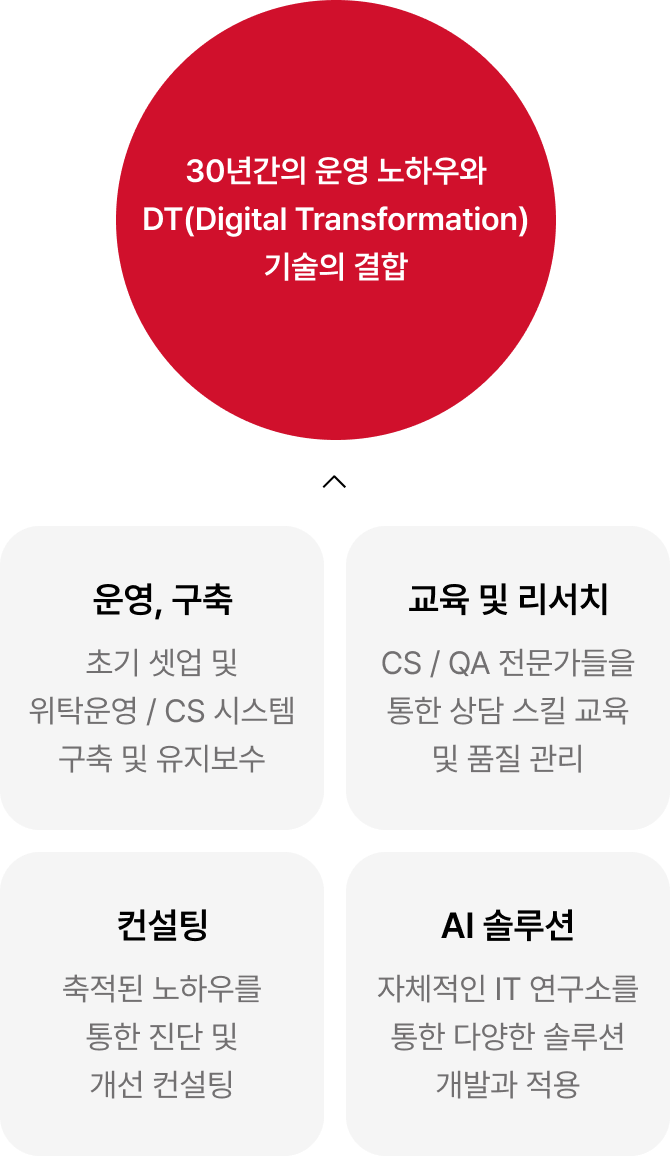 30년간의 운영 노하우와
DT(Digital Transformation)
기술의 결합
운영, 구축
초기 셋업 및
위탁운영 / CS 시스템
구축 및 유지보수
교육 및 리서치
CS / QA 전문가들을
통한 상담 스킬 교육
및 품질 관리
컨설팅
축적된 노하우를
통한 진단 및
개선 컨설팅
AI 솔루션
자체적인 IT 연구소를
통한 다양한 솔루션
개발과 적용